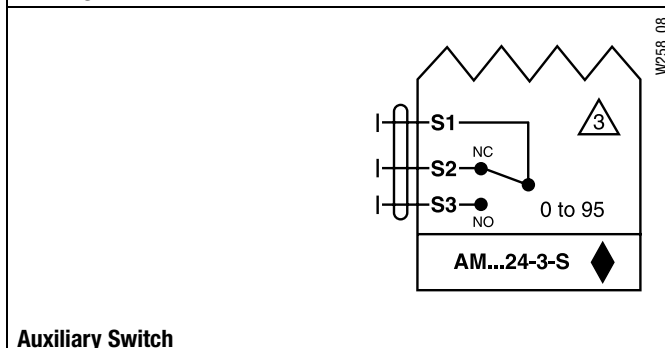 W258_08
S1
3
NC
S2
S3
0 to 95
NO
AM...24-3-S
Auxiliary Switch